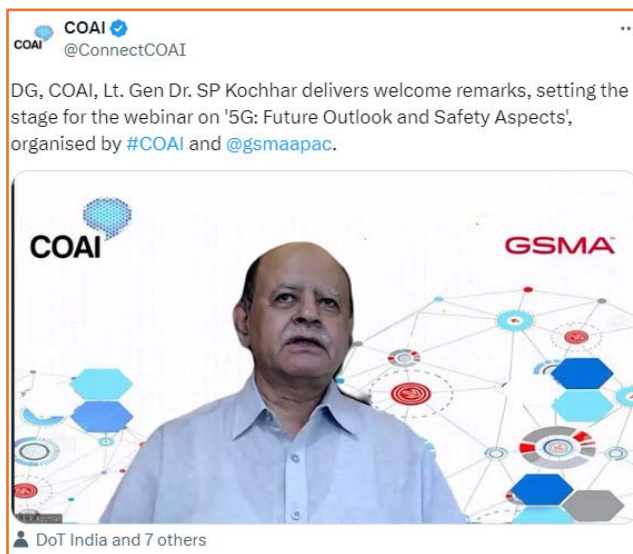 COAI
@ConnectCOAI
DG, COAI, Lt. Gen Dr. SP Kochhar delivers welcome remarks, setting the
stage for the webinar on '5G: Future Outlook and Safety Aspects',
organised by #COAI and @gsmaapac.
COAI
GSMA
DoT India and 7 others